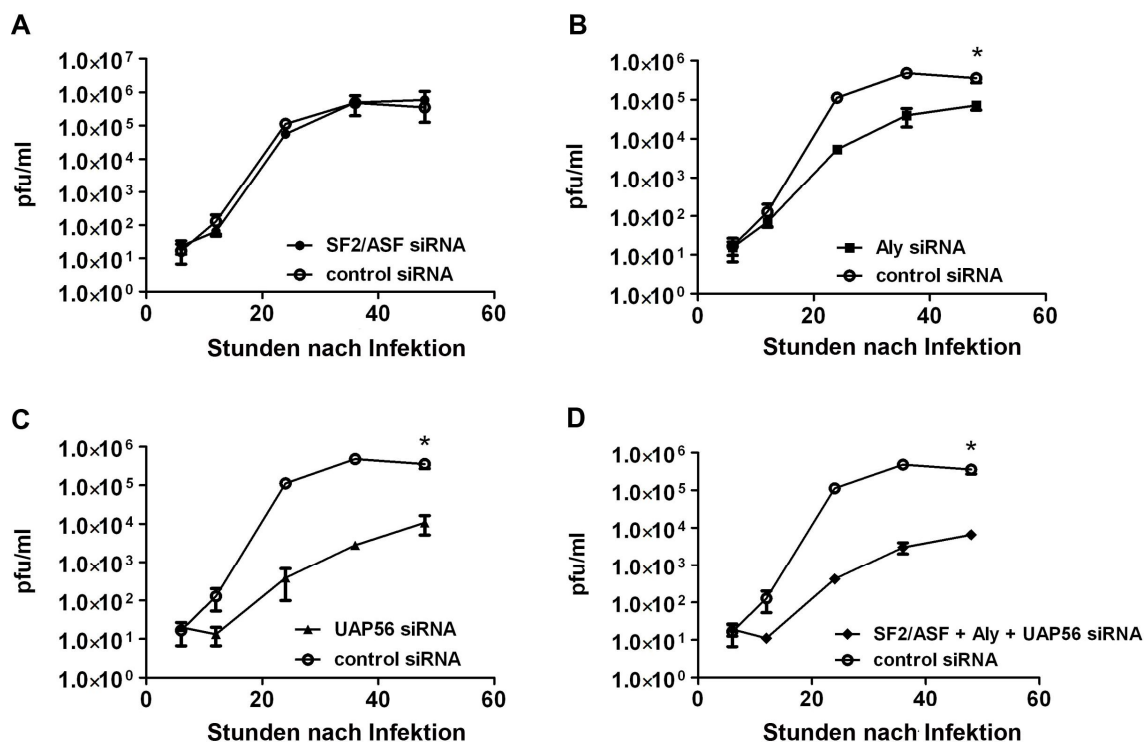 A
1.0×10⁷
1.0×10⁶
1.0×10⁵
1.0×10⁴
1.0×10³
1.0×10²
1.0×10¹
1.0×10⁰
pfu/ml
SF2/ASF siRNA
control siRNA
0 20 40 60
Stunden nach Infektion
B
*
1.0×10⁶
1.0×10⁵
1.0×10⁴
1.0×10³
1.0×10²
1.0×10¹
1.0×10⁰
pfu/ml
Aly siRNA
control siRNA
0 20 40 60
Stunden nach Infektion
C
*
1.0×10⁶
1.0×10⁵
1.0×10⁴
1.0×10³
1.0×10²
1.0×10¹
1.0×10⁰
pfu/ml
UAP56 siRNA
control siRNA
0 20 40 60
Stunden nach Infektion
D
*
1.0×10⁶
1.0×10⁵
1.0×10⁴
1.0×10³
1.0×10²
1.0×10¹
1.0×10⁰
pfu/ml
SF2/ASF + Aly + UAP56 siRNA
control siRNA
0 20 40 60
Stunden nach Infektion